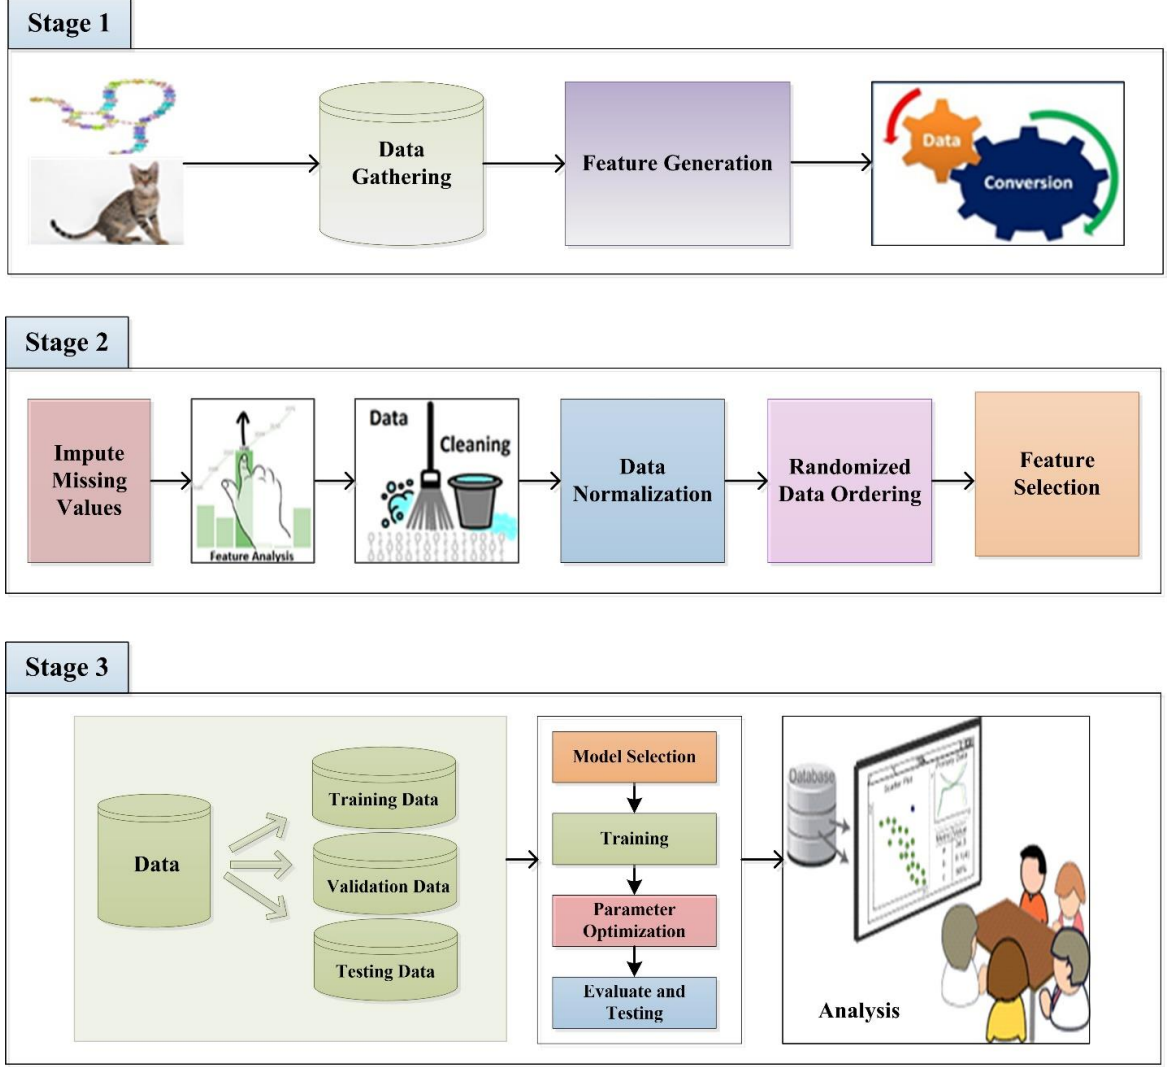 Stage 1
Data
Gathering
Feature Generation
Data
Conversion
Stage 2
Impute
Missing
Values
Feature Analysis
Data
Cleaning
Data
Normalization
Randomized
Data Ordering
Feature
Selection
Stage 3
Data
Training Data
Validation Data
Testing Data
Model Selection
Training
Parameter
Optimization
Evaluate and
Testing
Database
Scatter Plot
Analysis